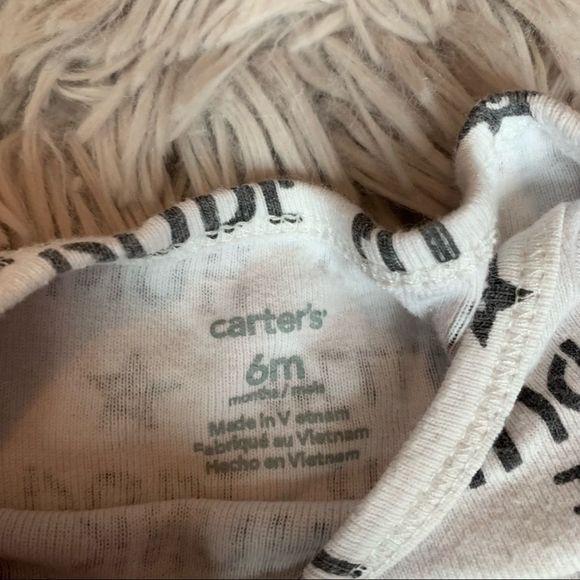 carter's
6m
months / mois
Made in Vietnam
Fabriqué au Vietnam
Hecho en Vietnam